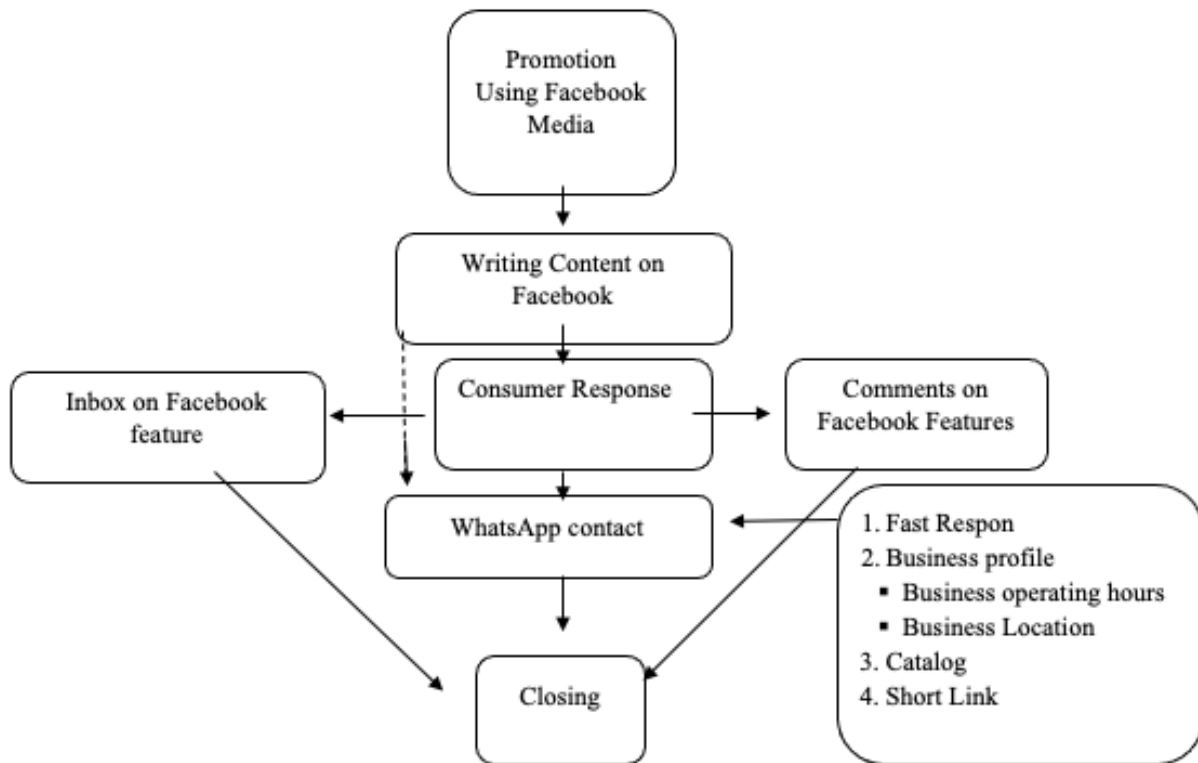 Promotion
Using Facebook
Media
Writing Content on
Facebook
Consumer Response
Inbox on Facebook
feature
Comments on
Facebook Features
WhatsApp contact
1. Fast Respon
2. Business profile
▪ Business operating hours
▪ Business Location
3. Catalog
4. Short Link
Closing